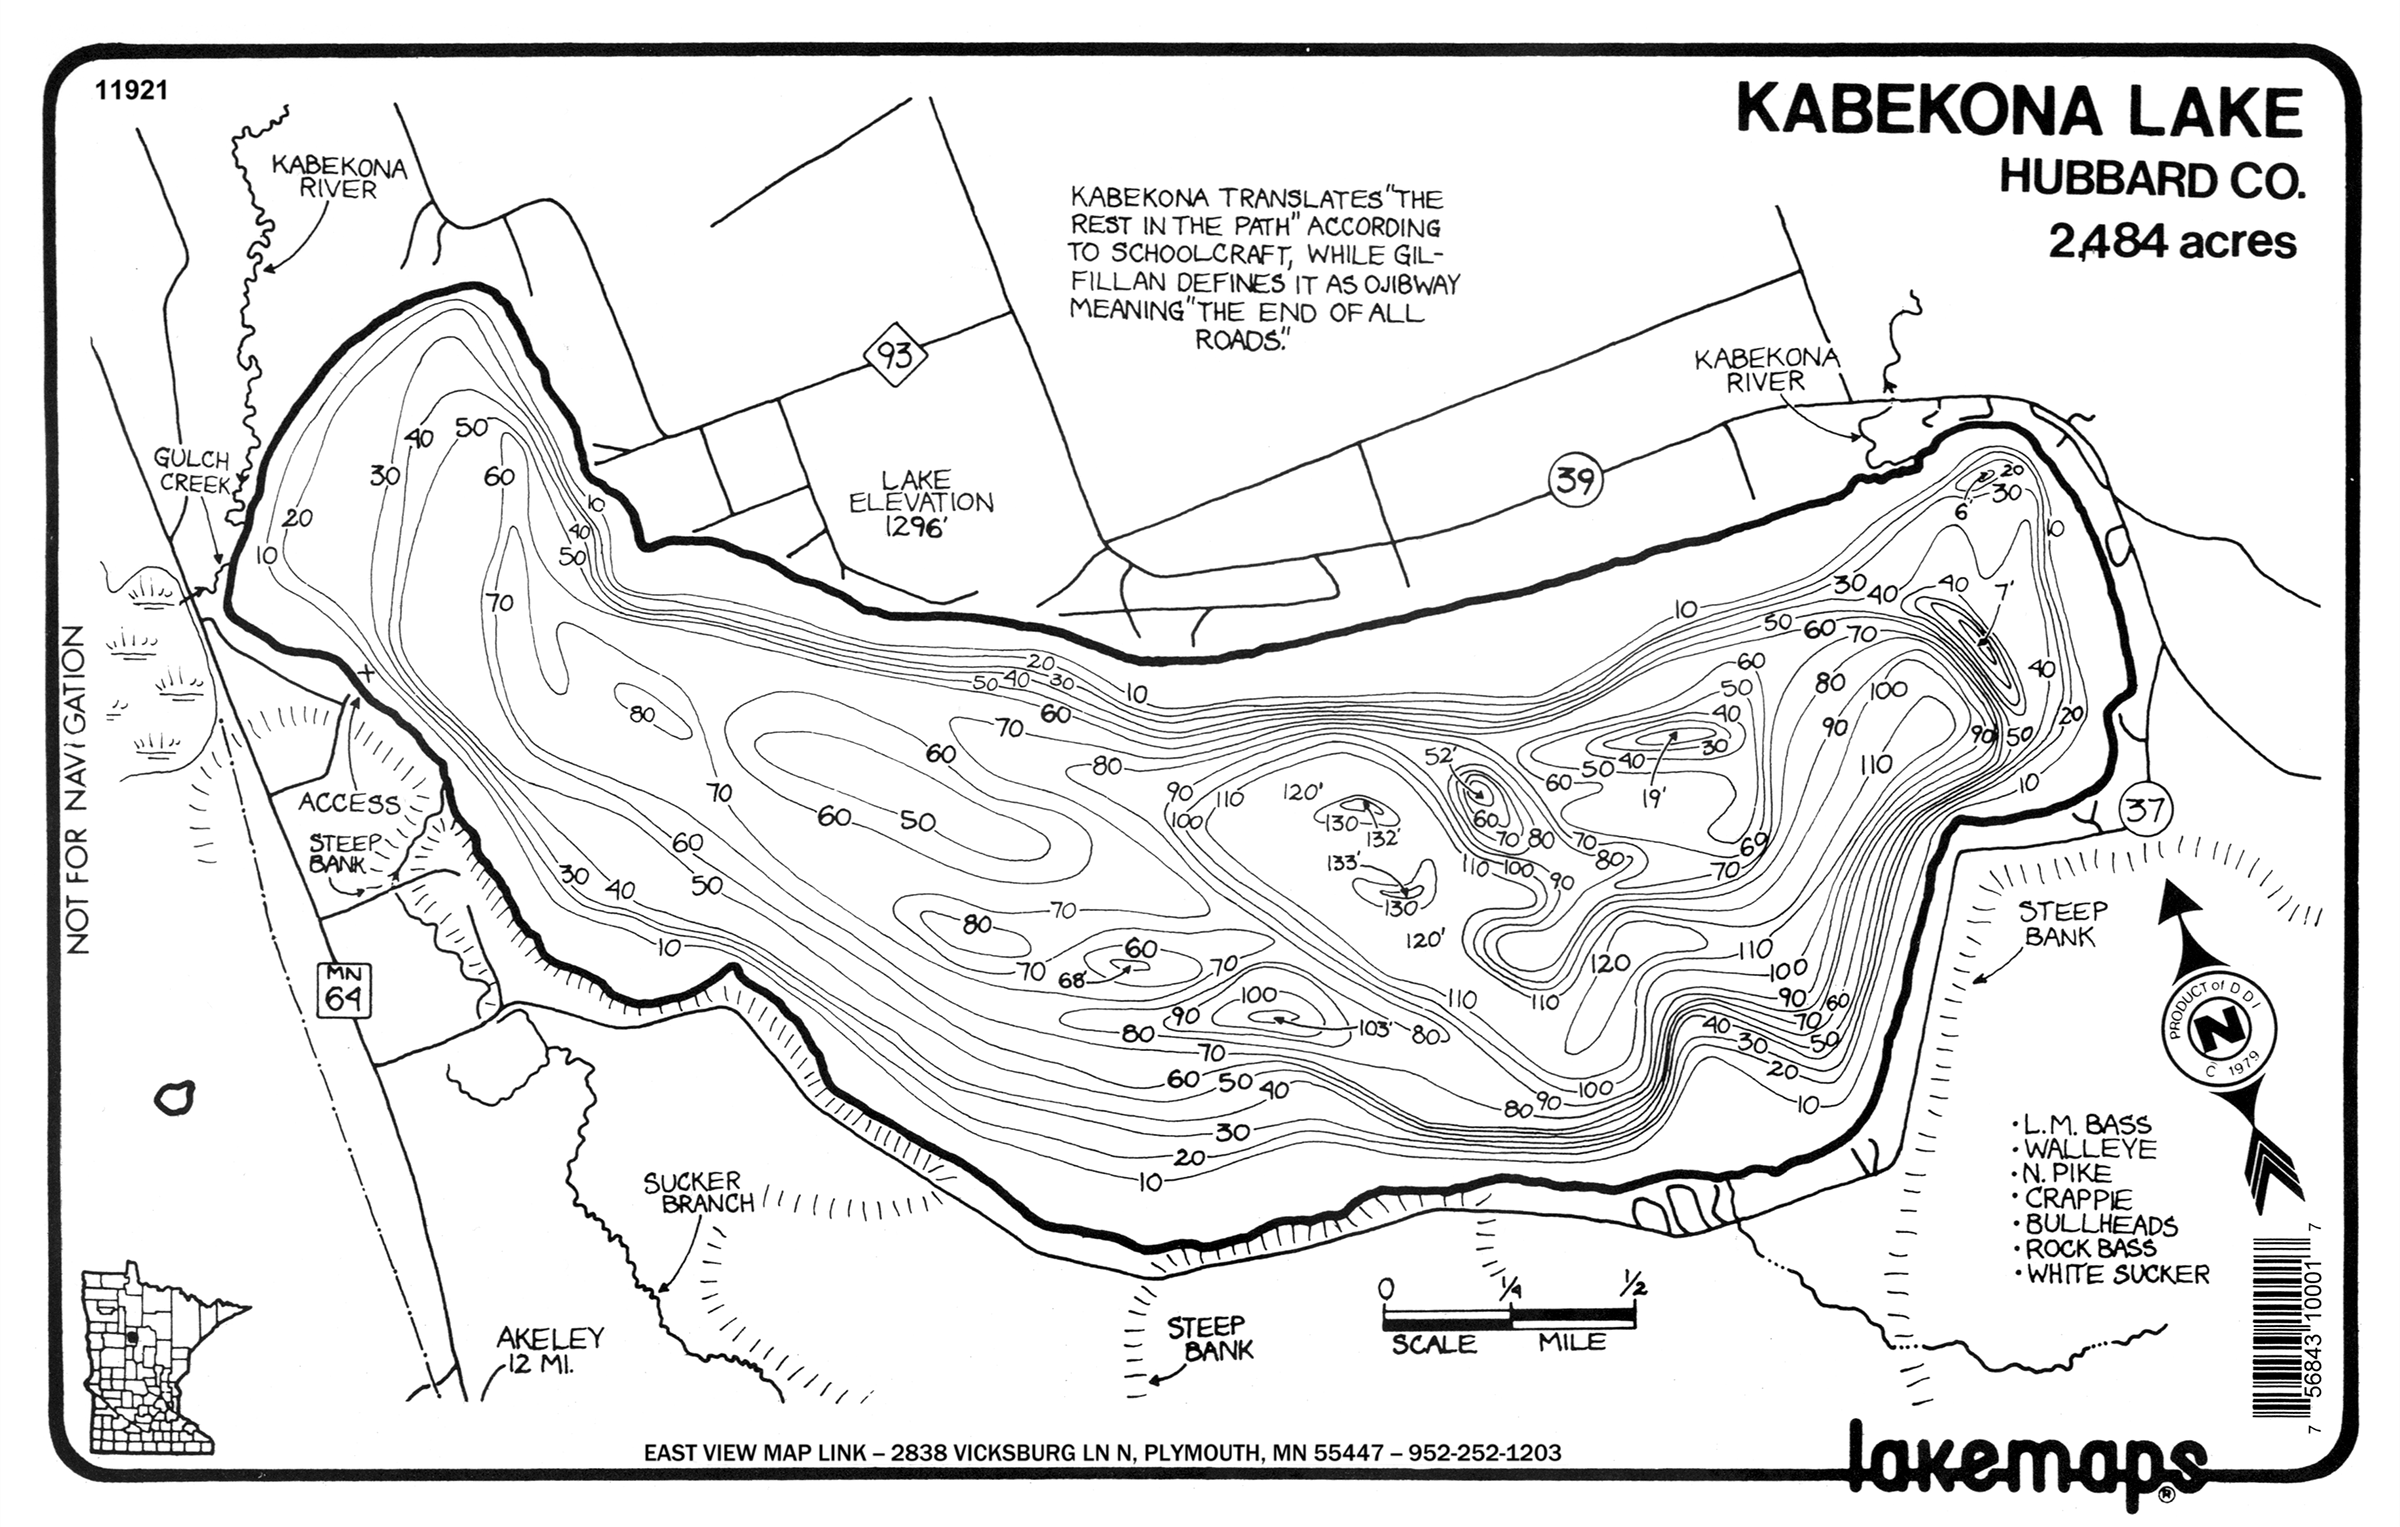 11921
KABEKONA LAKE
HUBBARD CO.
2,484 acres
KABEKONA
RIVER
KABEKONA TRANSLATES "THE
REST IN THE PATH" ACCORDING
TO SCHOOLCRAFT, WHILE GIL-
FILLAN DEFINES IT AS OJIBWAY
MEANING "THE END OF ALL
ROADS."
93
KABEKONA
RIVER
GULCH
CREEK
LAKE
ELEVATION
1296'
39
40 50
30 60
20 10
10 40
50
70
20 6' 30
10
30 40 40 7'
10
50 60 70
20
50 40 30 10
60 80 100 40
50
80
70 60 40 90 20
60 30 90 50
80 52' 50 40 110
60
70 90 110 120' 10
60 50 100 130 132' 60 19' 37
60 70 80 70 60
133' 110 100 90 80 70
30 40 50 130
70
80 120'
10 60 70 120 110
70 68' 100
100 110 110 90 60
90 103' 80 40 70
80 30 50
70 20
60 50 40 100
80 90 10
30
20
10
ACCESS
STEEP
BANK
MN
64
NOT FOR NAVIGATION
STEEP
BANK
PRODUCT of DDI
N
C 1979
SUCKER
BRANCH
• L.M. BASS
• WALLEYE
• N. PIKE
• CRAPPIE
• BULLHEADS
• ROCK BASS
• WHITE SUCKER
0 1/4 1/2
SCALE MILE
STEEP
BANK
AKELEY
12 MI.
7 56843 10001 7
EAST VIEW MAP LINK – 2838 VICKSBURG LN N, PLYMOUTH, MN 55447 – 952-252-1203
lakemaps®